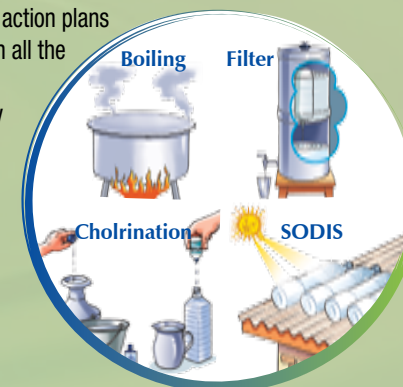 action plans
all the
Boiling Filter
Cholrination SODIS